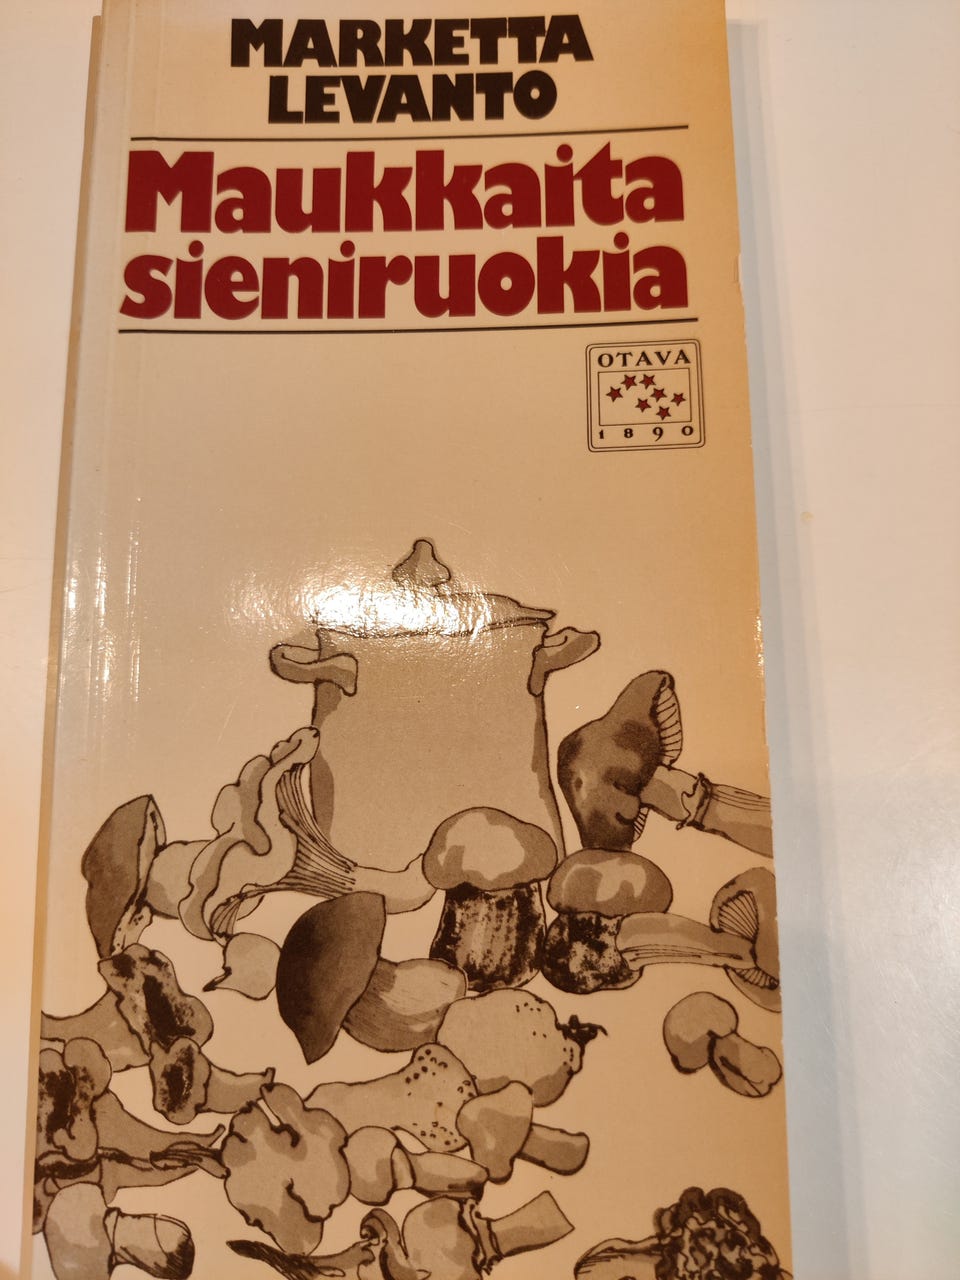 MARKETTA
LEVANTO
Maukkaita
sieniruokia
OTAVA
1890